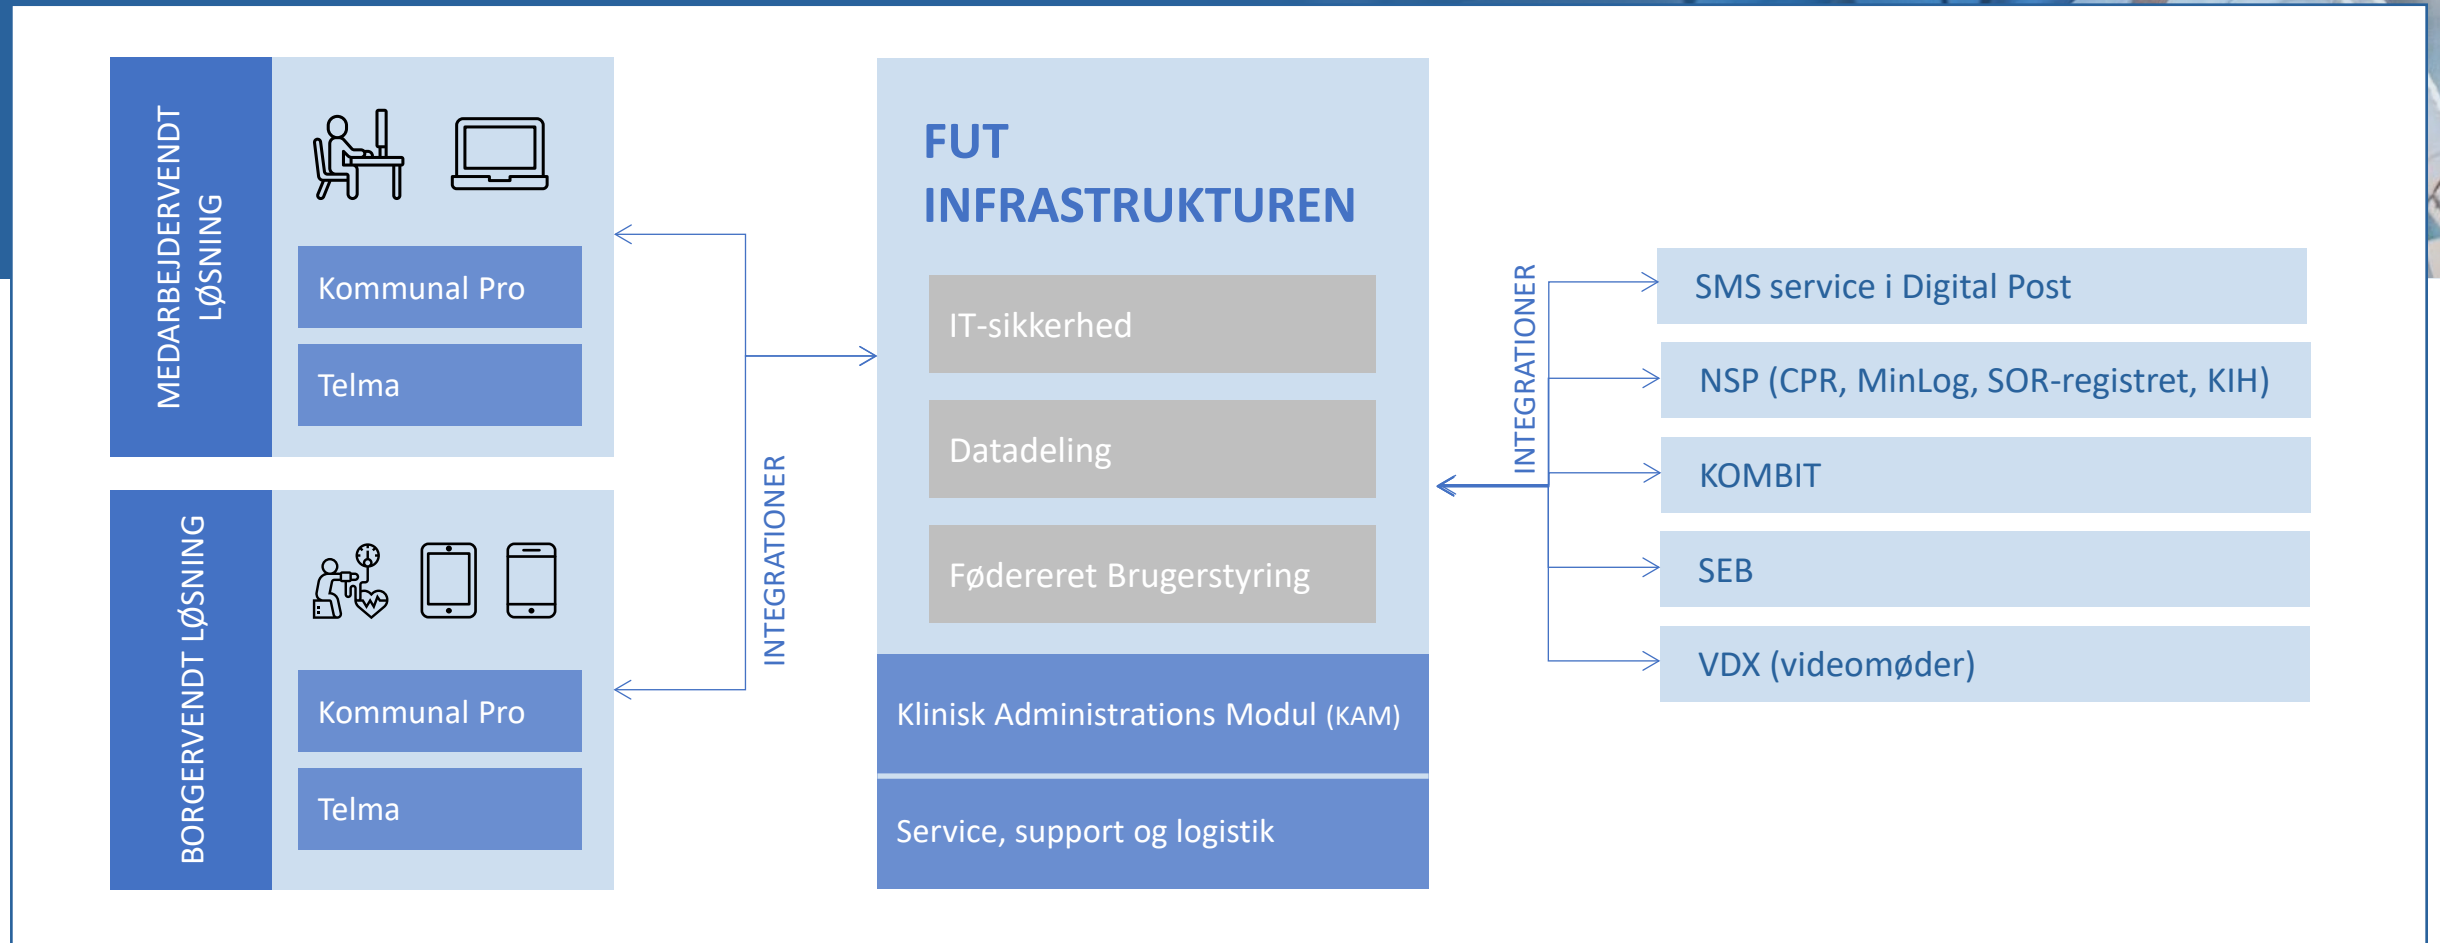 MEDARBEJDERVENDT
LØSNING
Kommunal Pro
Telma
BORGERVENDT LØSNING
Kommunal Pro
Telma
INTEGRATIONER
FUT
INFRASTRUKTUREN
IT-sikkerhed
Datadeling
Fødereret Brugerstyring
Klinisk Administrations Modul (KAM)
Service, support og logistik
INTEGRATIONER
SMS service i Digital Post
NSP (CPR, MinLog, SOR-registret, KIH)
KOMBIT
SEB
VDX (videomøder)